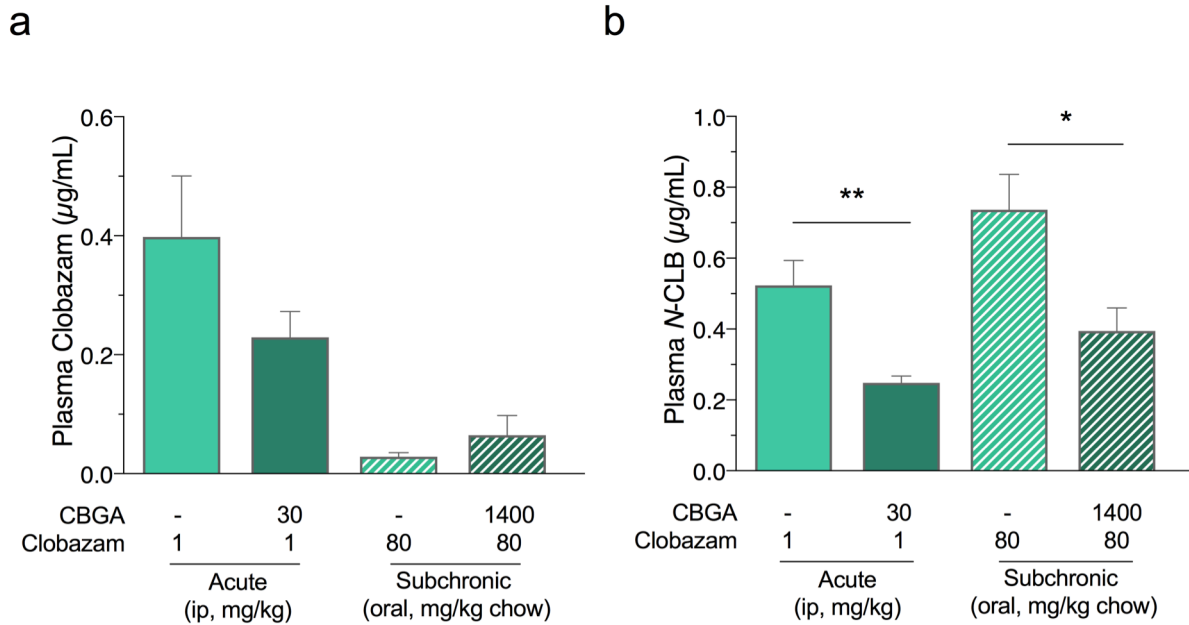 a
Plasma Clobazam (µg/mL)
0.6
0.4
0.2
0.0
CBGA - 30 - 1400
Clobazam 1 1 80 80
Acute Subchronic
(ip, mg/kg) (oral, mg/kg chow)
b
Plasma N-CLB (µg/mL)
1.0
0.8
0.6
0.4
0.2
0.0
** *
CBGA - 30 - 1400
Clobazam 1 1 80 80
Acute Subchronic
(ip, mg/kg) (oral, mg/kg chow)